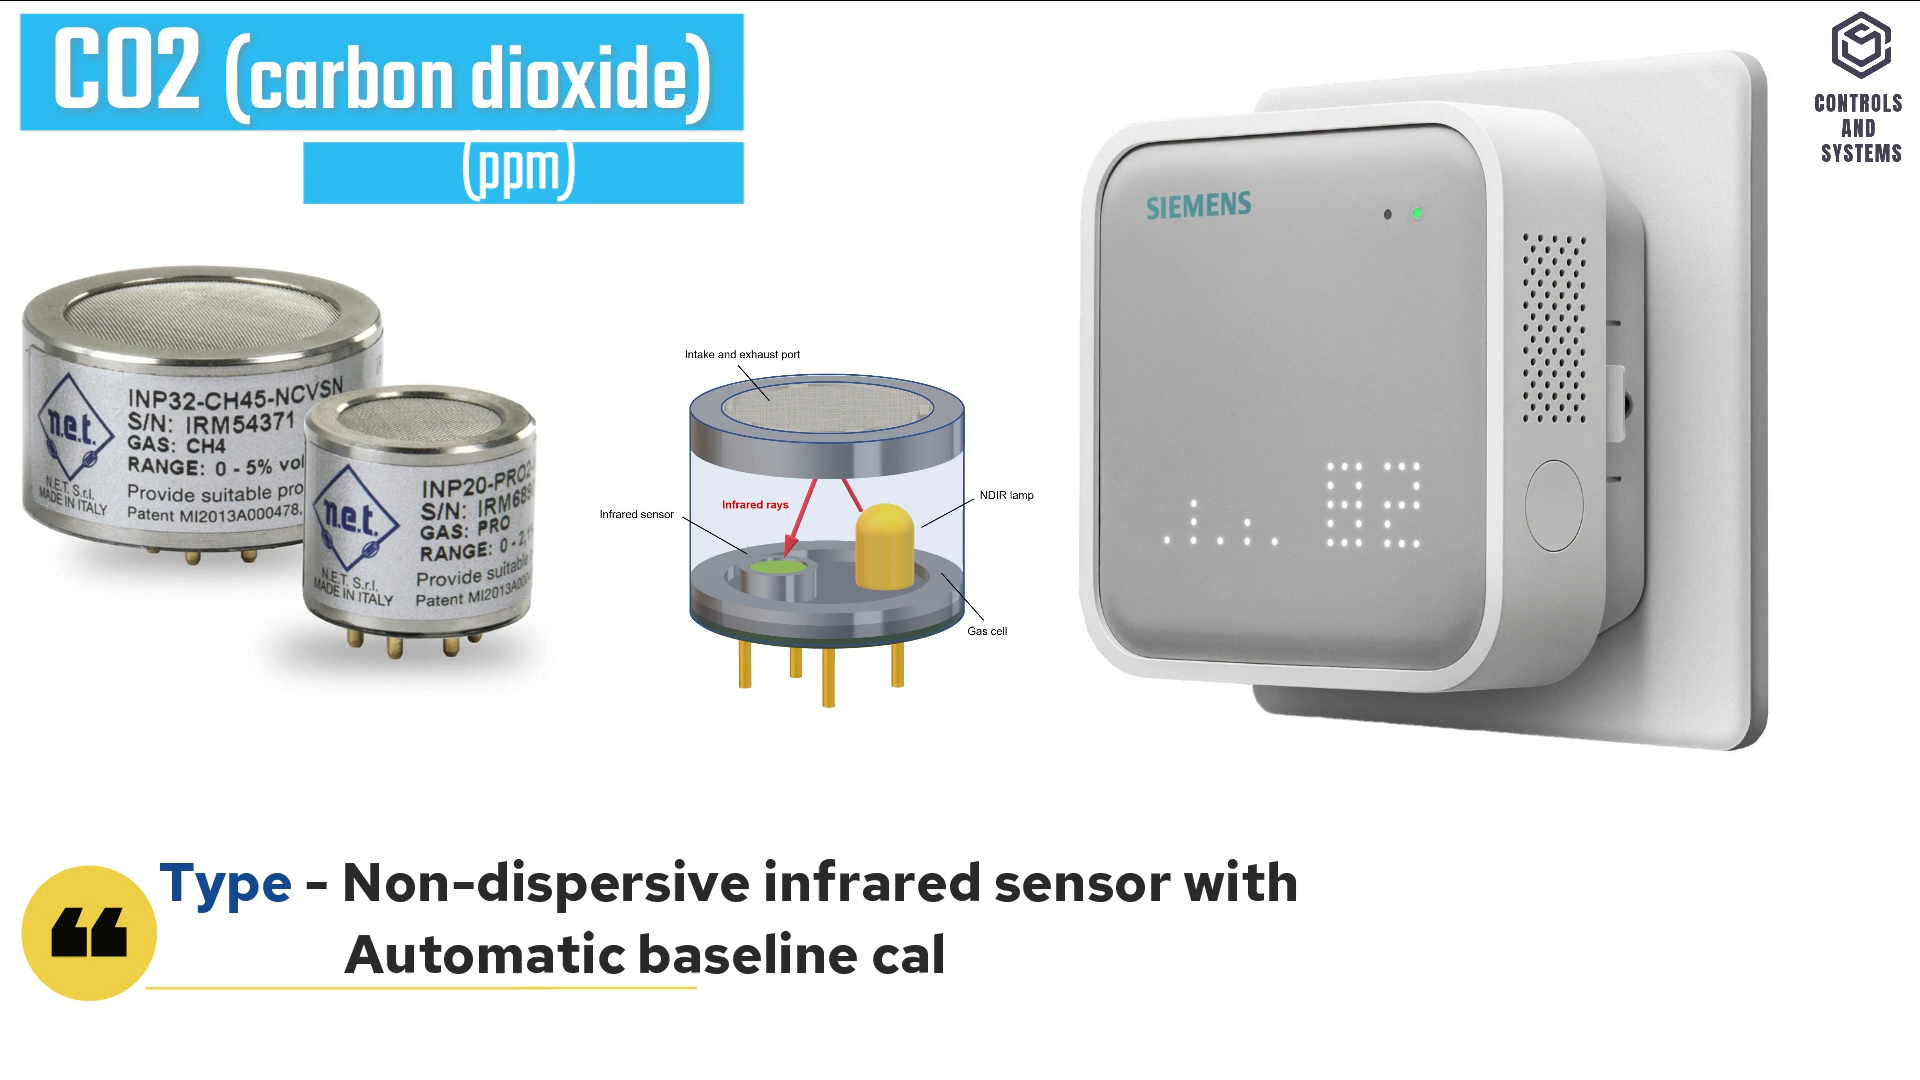 CO2 (carbon dioxide)
(ppm)
CONTROLS
AND
SYSTEMS
SIEMENS
n.e.t.
N.E.T. S.r.l.
MADE IN ITALY
INP32-CH45-NCVSN
S/N: IRM54371
GAS: CH4
RANGE: 0 - 5% vol
Provide suitable pro
Patent MI2013A000478,
n.e.t.
N.E.T. S.r.l.
MADE IN ITALY
INP20-PRO2
S/N: IRM689
GAS: PRO
RANGE: 0 - 2,1
Provide suitable
Patent MI2013A000
Intake and exhaust port
Infrared rays
Infrared sensor
NDIR lamp
Gas cell
Type - Non-dispersive infrared sensor with
Automatic baseline cal